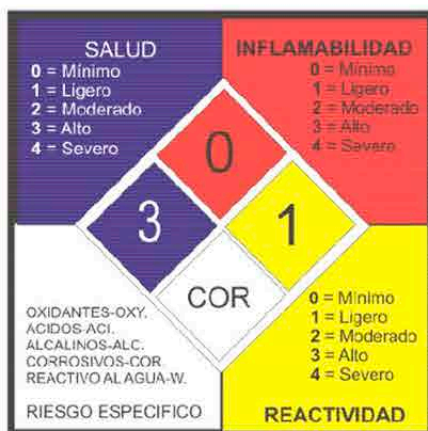 SALUD
0 = Mínimo
1 = Ligero
2 = Moderado
3 = Alto
4 = Severo
INFLAMABILIDAD
0 = Mínimo
1 = Ligero
2 = Moderado
3 = Alto
4 = Severo
0
3
1
COR
OXIDANTES-OXY.
ACIDOS-ACI.
ALCALINOS-ALC.
CORROSIVOS-COR
REACTIVO AL AGUA-W.
RIESGO ESPECIFICO
0 = Mínimo
1 = Ligero
2 = Moderado
3 = Alto
4 = Severo
REACTIVIDAD